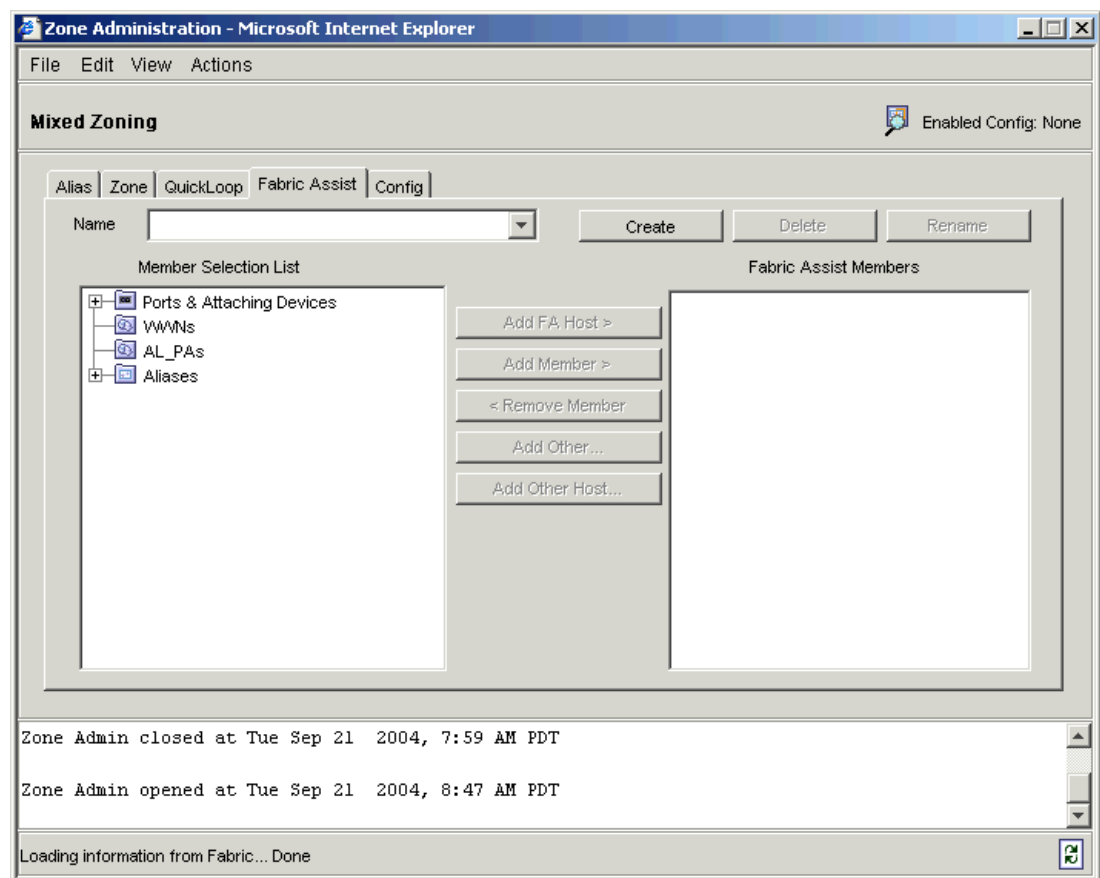 Zone Administration - Microsoft Internet Explorer
File Edit View Actions
Mixed Zoning
Enabled Config: None
Alias Zone QuickLoop Fabric Assist Config
Name
Create Delete Rename
Member Selection List
Fabric Assist Members
Ports & Attaching Devices
WWNs
AL_PAs
Aliases
Add FA Host >
Add Member >
< Remove Member
Add Other...
Add Other Host...
Zone Admin closed at Tue Sep 21 2004, 7:59 AM PDT
Zone Admin opened at Tue Sep 21 2004, 8:47 AM PDT
Loading information from Fabric... Done